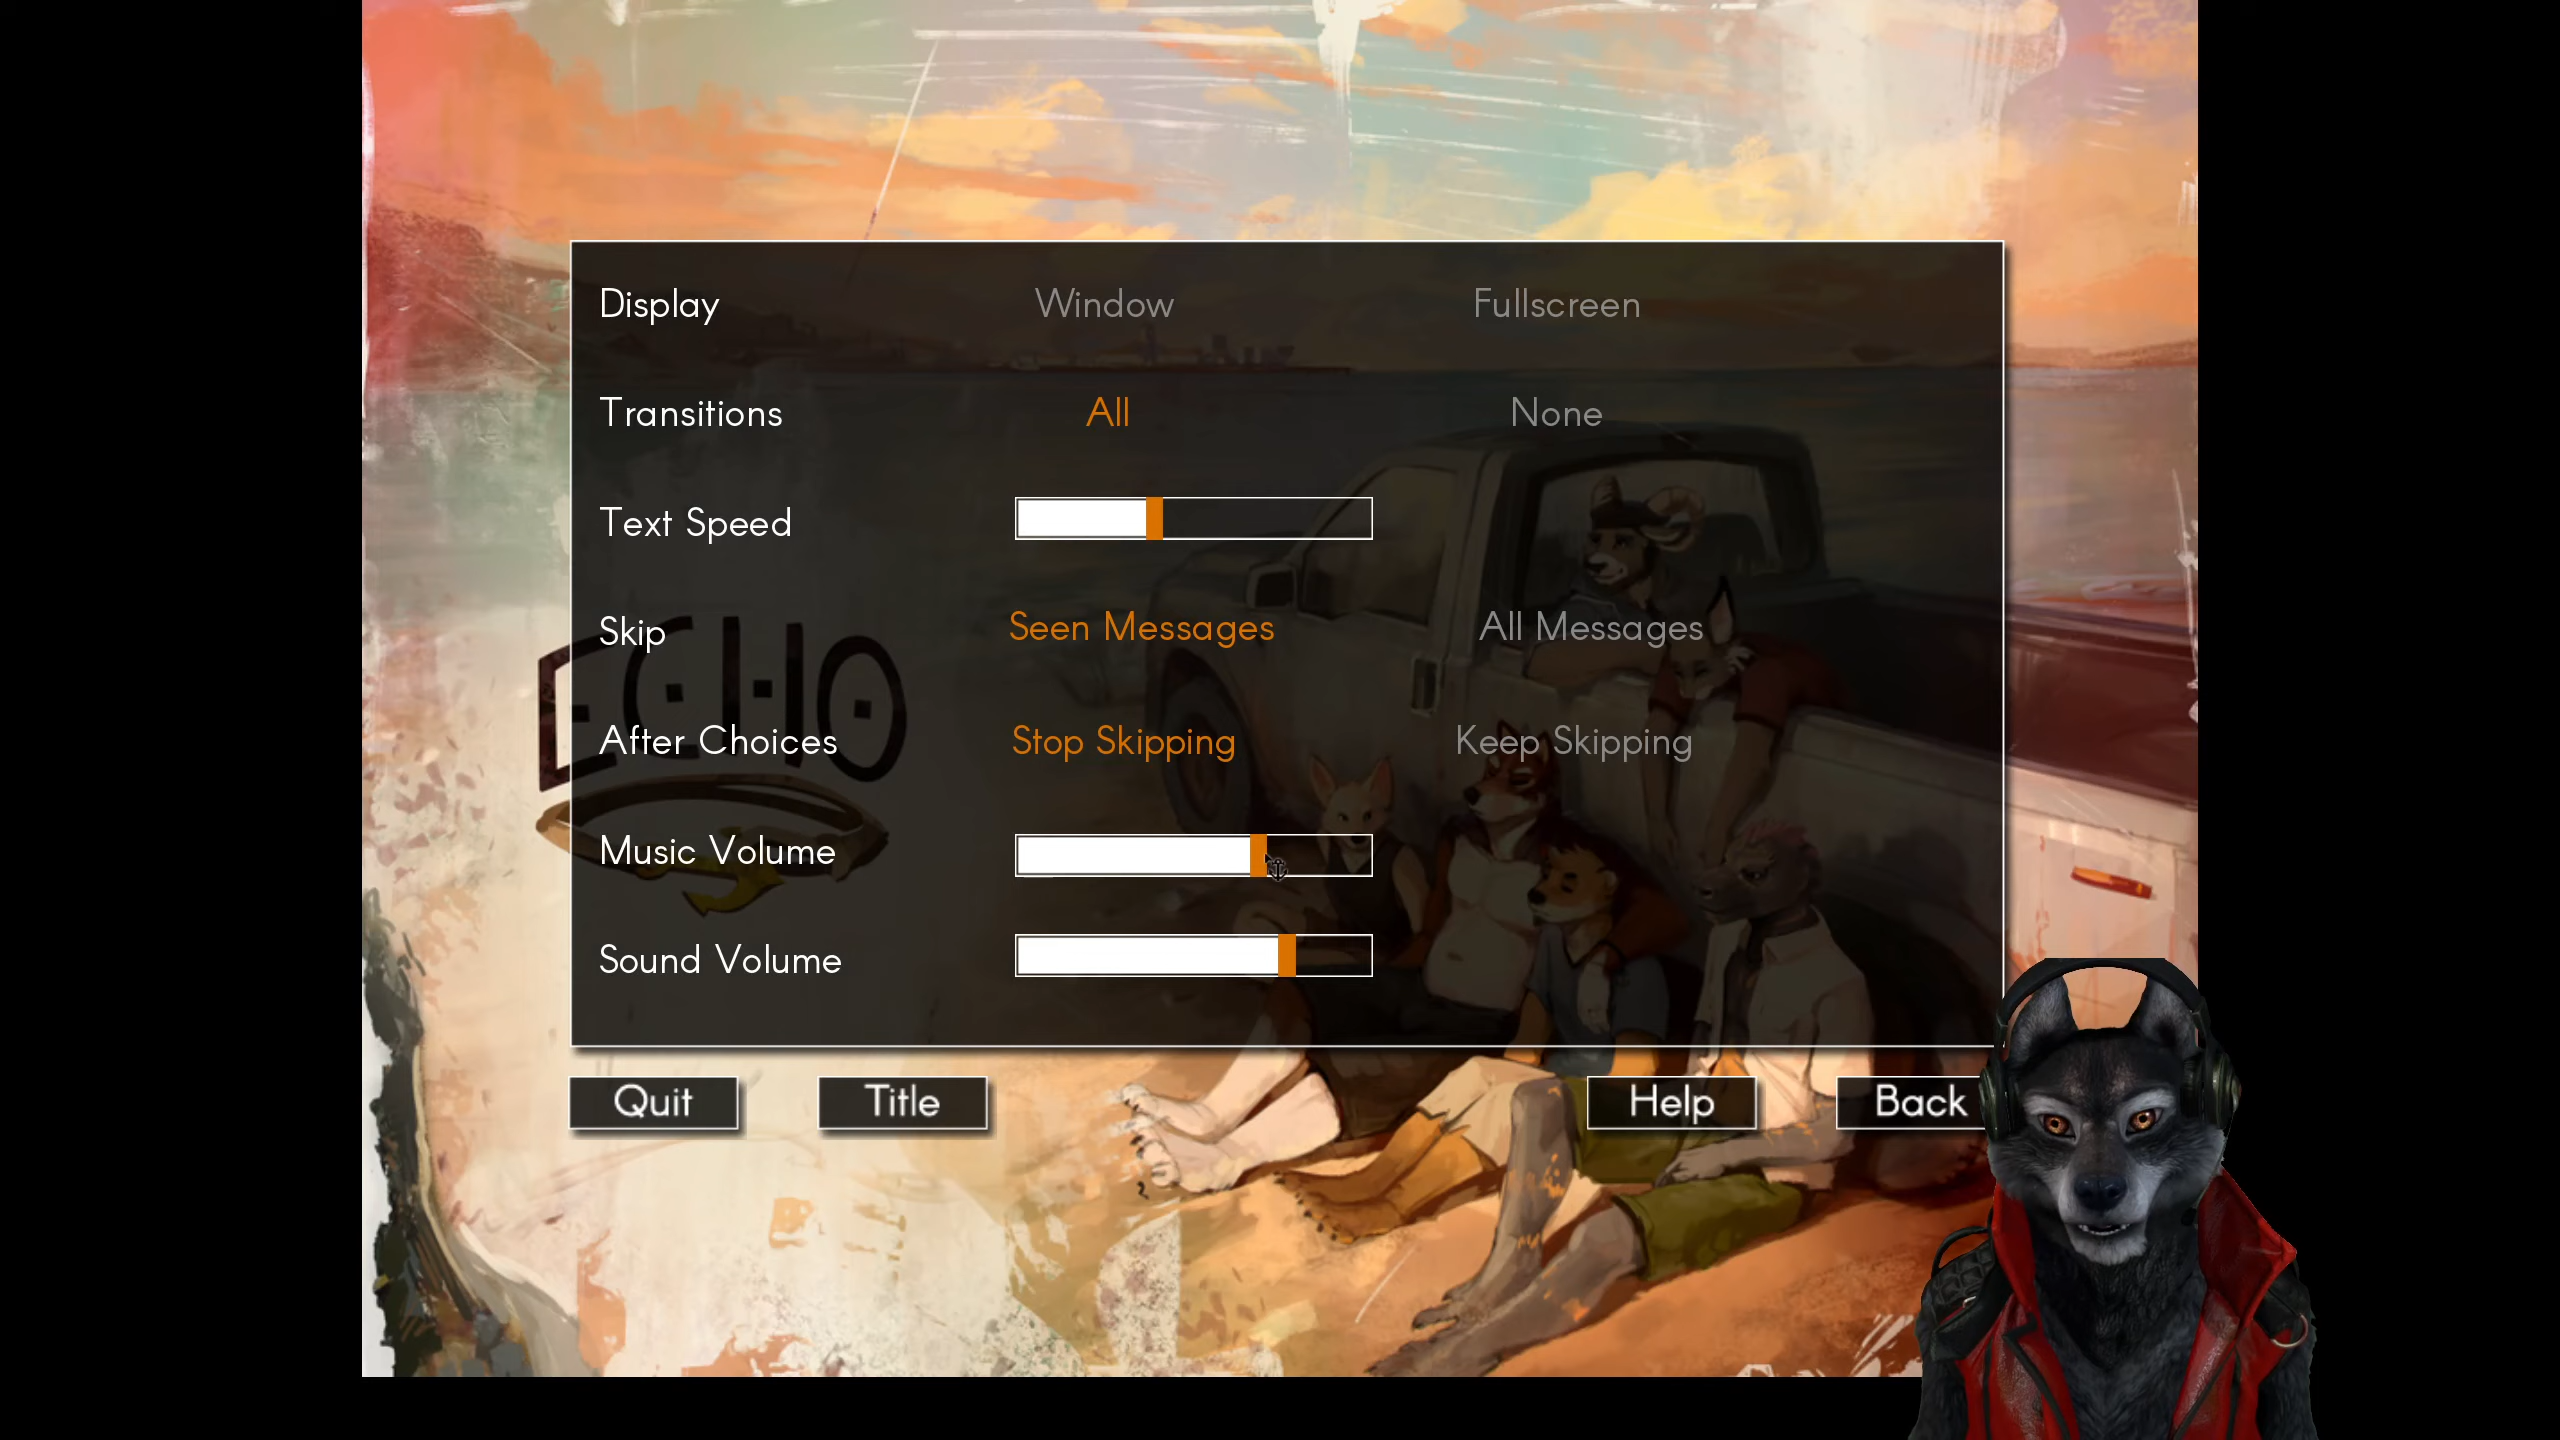 Display Window Fullscreen
Transitions All None
Text Speed
Skip Seen Messages All Messages
ECHO
After Choices Stop Skipping Keep Skipping
Music Volume
Sound Volume
Quit Title Help Back